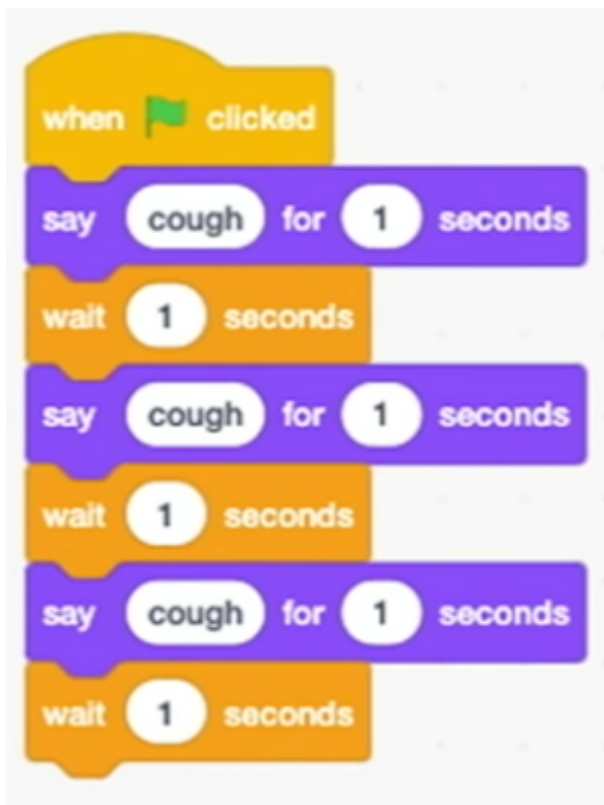 when clicked
say cough for 1 seconds
wait 1 seconds
say cough for 1 seconds
wait 1 seconds
say cough for 1 seconds
wait 1 seconds